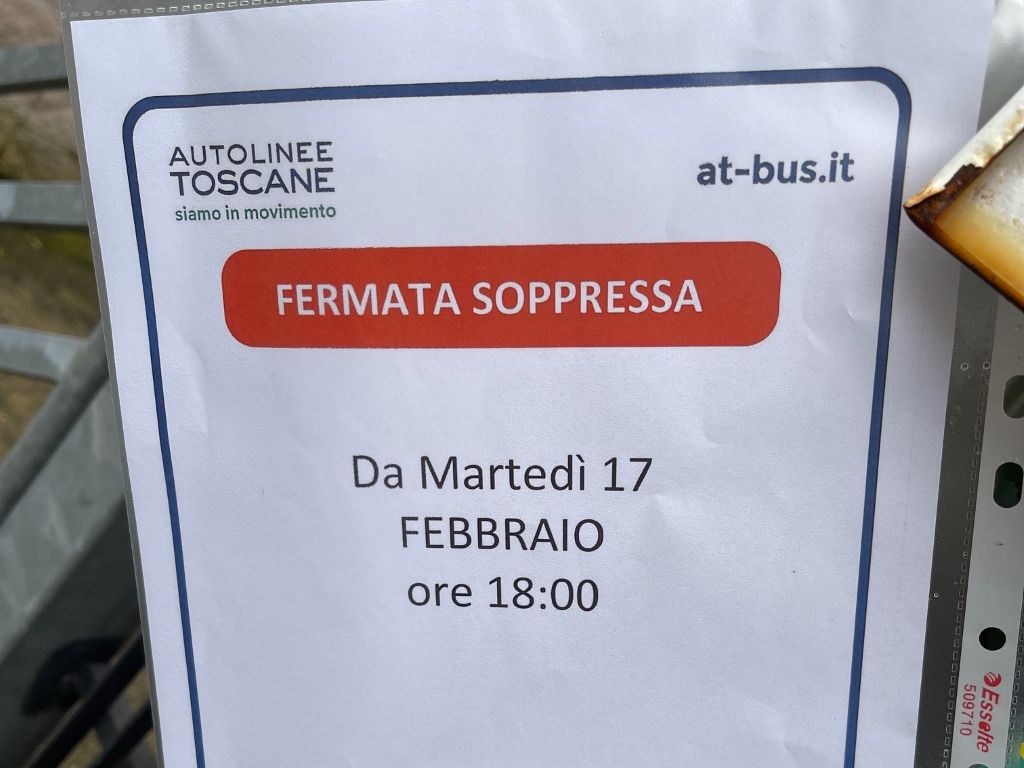 AUTOLINEE
TOSCANE
siamo in movimento
at-bus.it
FERMATA SOPPRESSA
Da Martedì 17
FEBBRAIO
ore 18:00
Esselte
509710